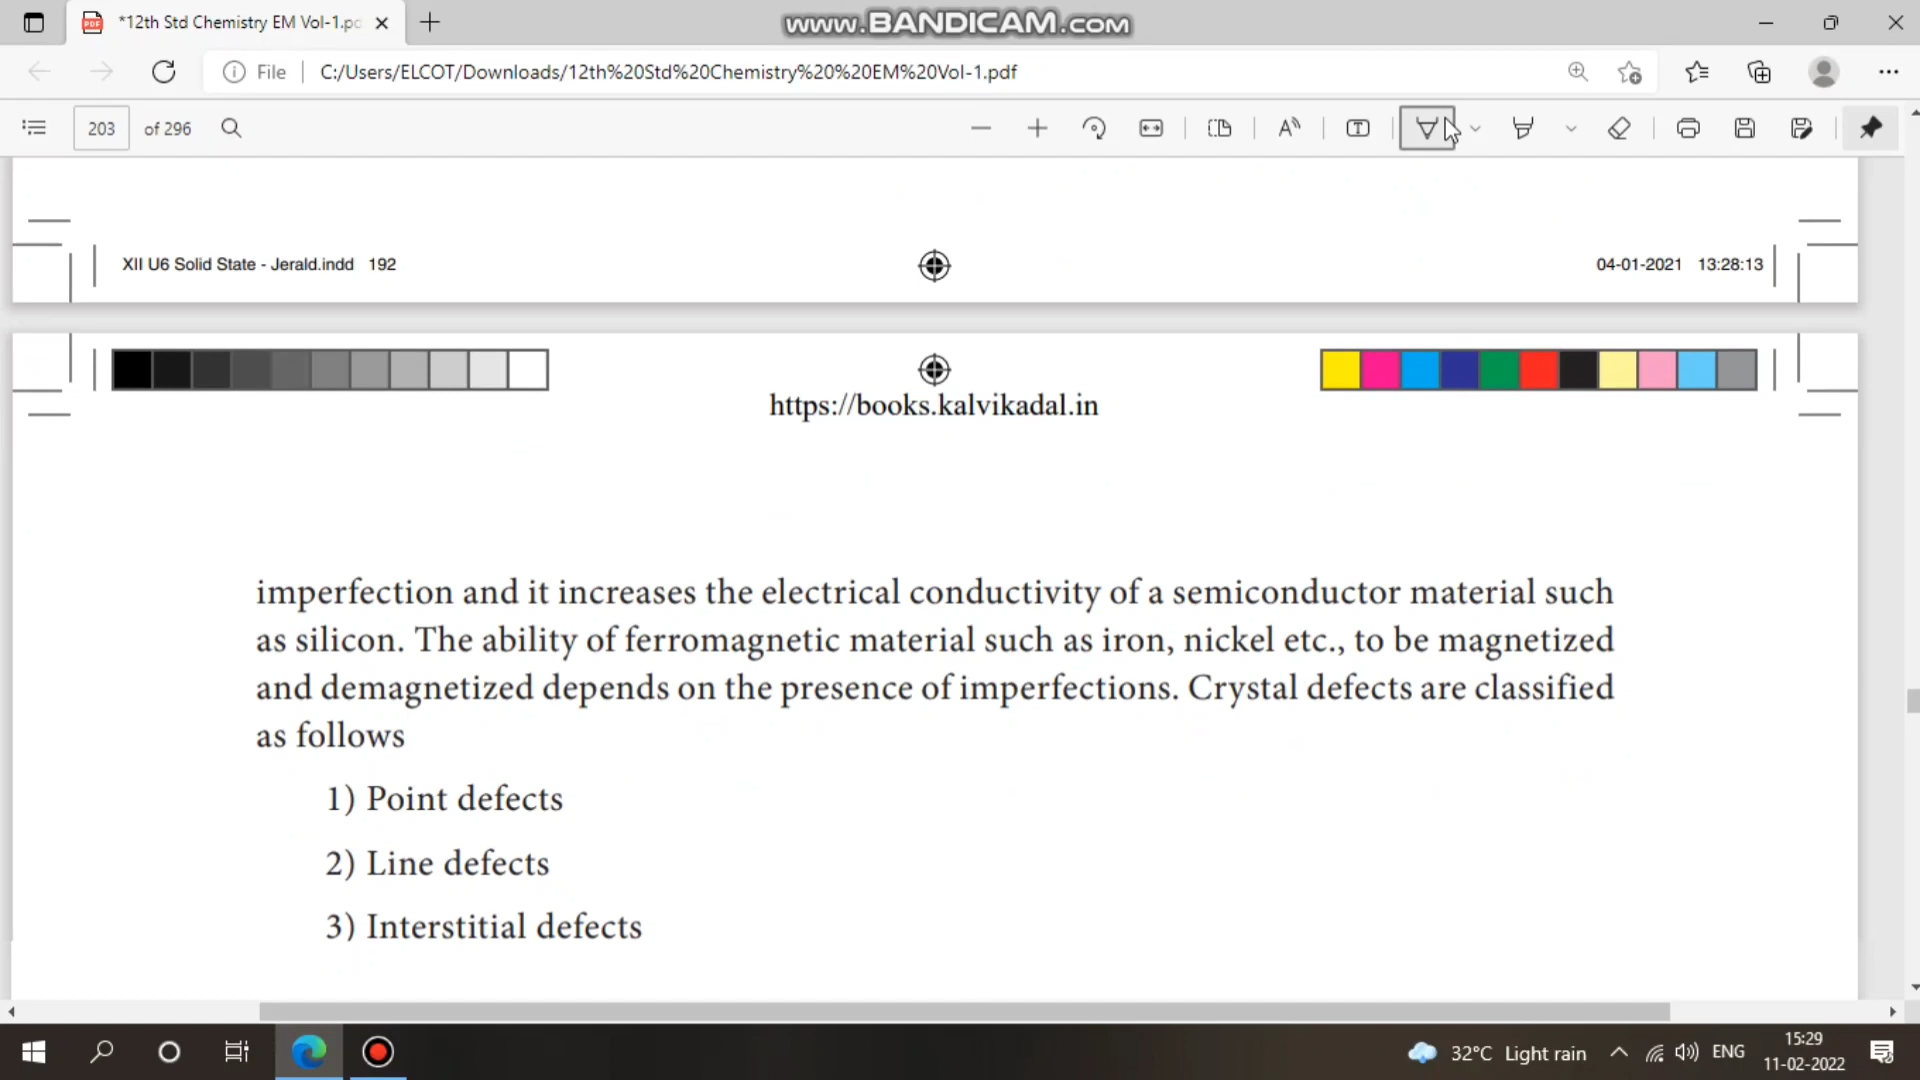 www.BANDICAM.com
*12th Std Chemistry EM Vol-1.pd
File
C:/Users/ELCOT/Downloads/12th%20Std%20Chemistry%20%20EM%20Vol-1.pdf
203 of 296
XII U6 Solid State - Jerald.indd 192
04-01-2021 13:28:13
https://books.kalvikadal.in
imperfection and it increases the electrical conductivity of a semiconductor material such
as silicon. The ability of ferromagnetic material such as iron, nickel etc., to be magnetized
and demagnetized depends on the presence of imperfections. Crystal defects are classified
as follows
1) Point defects
2) Line defects
3) Interstitial defects
32°C Light rain
ENG
15:29
11-02-2022